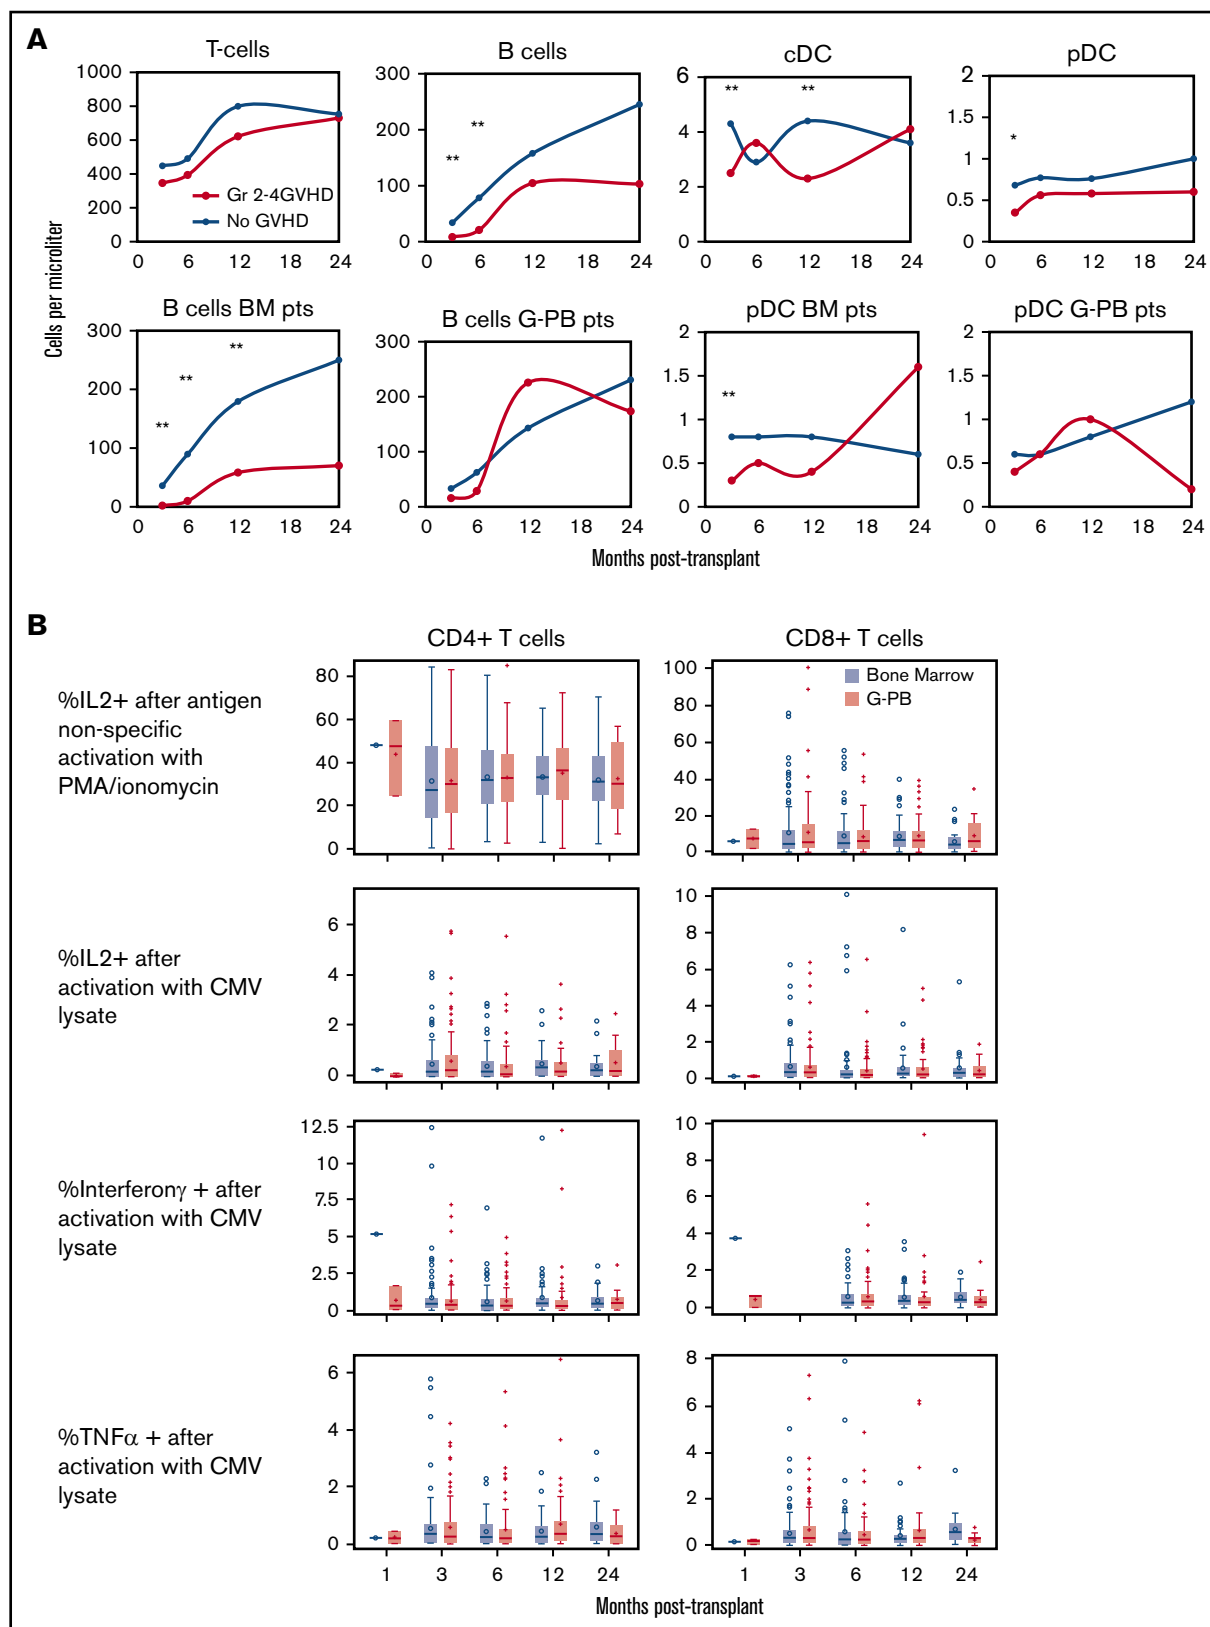 A
T-cells
B cells
cDC
pDC
1000
800
600
400
200
0
Gr 2-4GVHD
No GVHD
0 6 12 18 24
300
200
100
0
**
**
0 6 12 18 24
6
4
2
0
** **
0 6 12 18 24
2
1.5
1
0.5
0
*
0 6 12 18 24
Cells per microliter
B cells BM pts
B cells G-PB pts
pDC BM pts
pDC G-PB pts
300
200
100
0
**
**
**
0 6 12 18 24
300
200
100
0
0 6 12 18 24
2
1.5
1
0.5
0
**
0 6 12 18 24
2
1.5
1
0.5
0
0 6 12 18 24
Months post-transplant
B
CD4+ T cells
CD8+ T cells
%IL2+ after antigen
non-specific
activation with
PMA/ionomycin
80
60
40
20
0
100
80
60
40
20
0
Bone Marrow
G-PB
%IL2+ after
activation with CMV
lysate
6
4
2
0
10
8
6
4
2
0
%Interferonγ + after
activation with CMV
lysate
12.5
10
7.5
5
2.5
0
10
8
6
4
2
0
%TNFα + after
activation with CMV
lysate
6
4
2
0
8
6
4
2
0
1 3 6 12 24
1 3 6 12 24
Months post-transplant